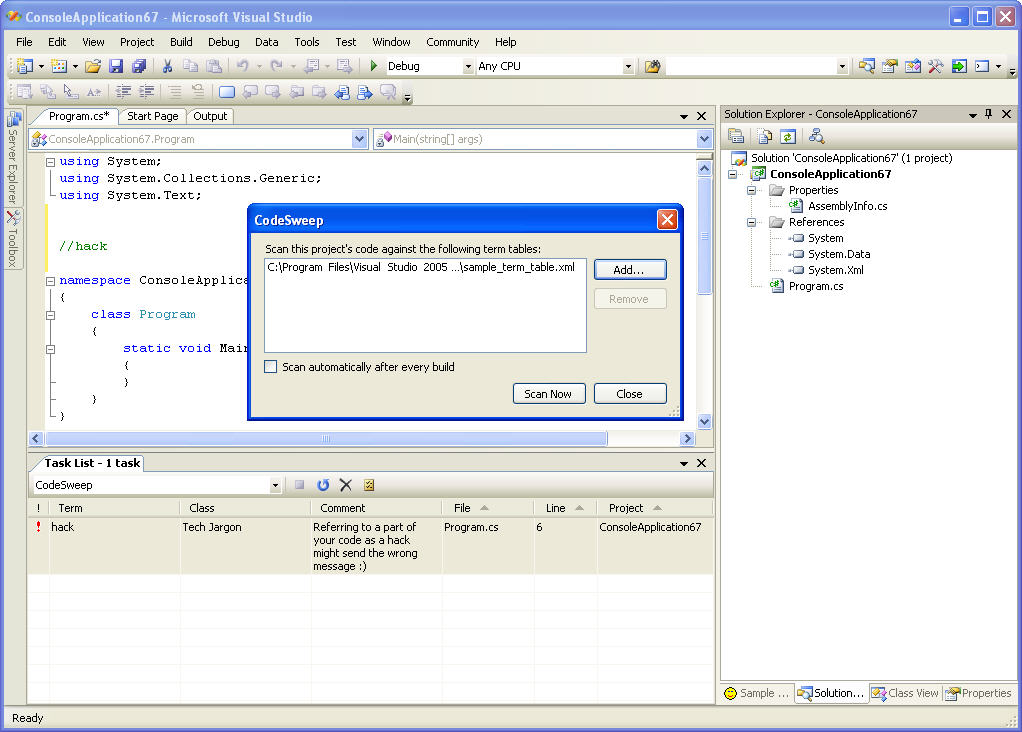 ConsoleApplication67 - Microsoft Visual Studio
File Edit View Project Build Debug Data Tools Test Window Community Help
Debug Any CPU
Server Explorer
Toolbox
Program.cs* Start Page Output
ConsoleApplication67.Program Main(string[] args)
using System;
using System.Collections.Generic;
using System.Text;
//hack
namespace ConsoleApplica
{
class Program
{
static void Main
{
}
}
}
CodeSweep
Scan this project's code against the following term tables:
C:\Program Files\Visual Studio 2005 ...\sample_term_table.xml
Add...
Remove
Scan automatically after every build
Scan Now Close
Task List - 1 task
CodeSweep
! Term Class Comment File Line Project
! hack Tech Jargon Referring to a part of Program.cs 6 ConsoleApplication67
your code as a hack
might send the wrong
message :)
Solution Explorer - ConsoleApplication67
Solution 'ConsoleApplication67' (1 project)
ConsoleApplication67
Properties
AssemblyInfo.cs
References
System
System.Data
System.Xml
Program.cs
Sample ... Solution... Class View Properties
Ready